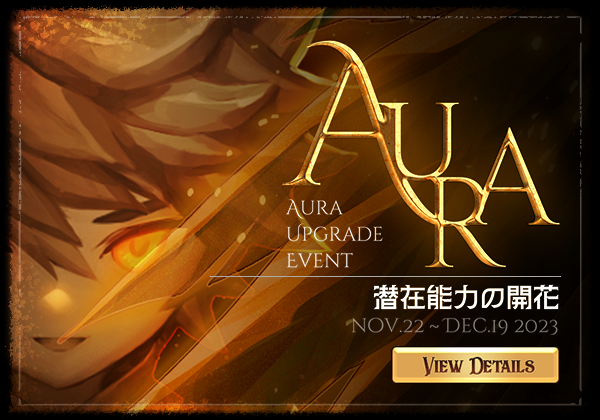 AURA
AURA
UPGRADE
EVENT
潜在能力の開花
NOV.22 ~ DEC.19 2023
VIEW DETAILS